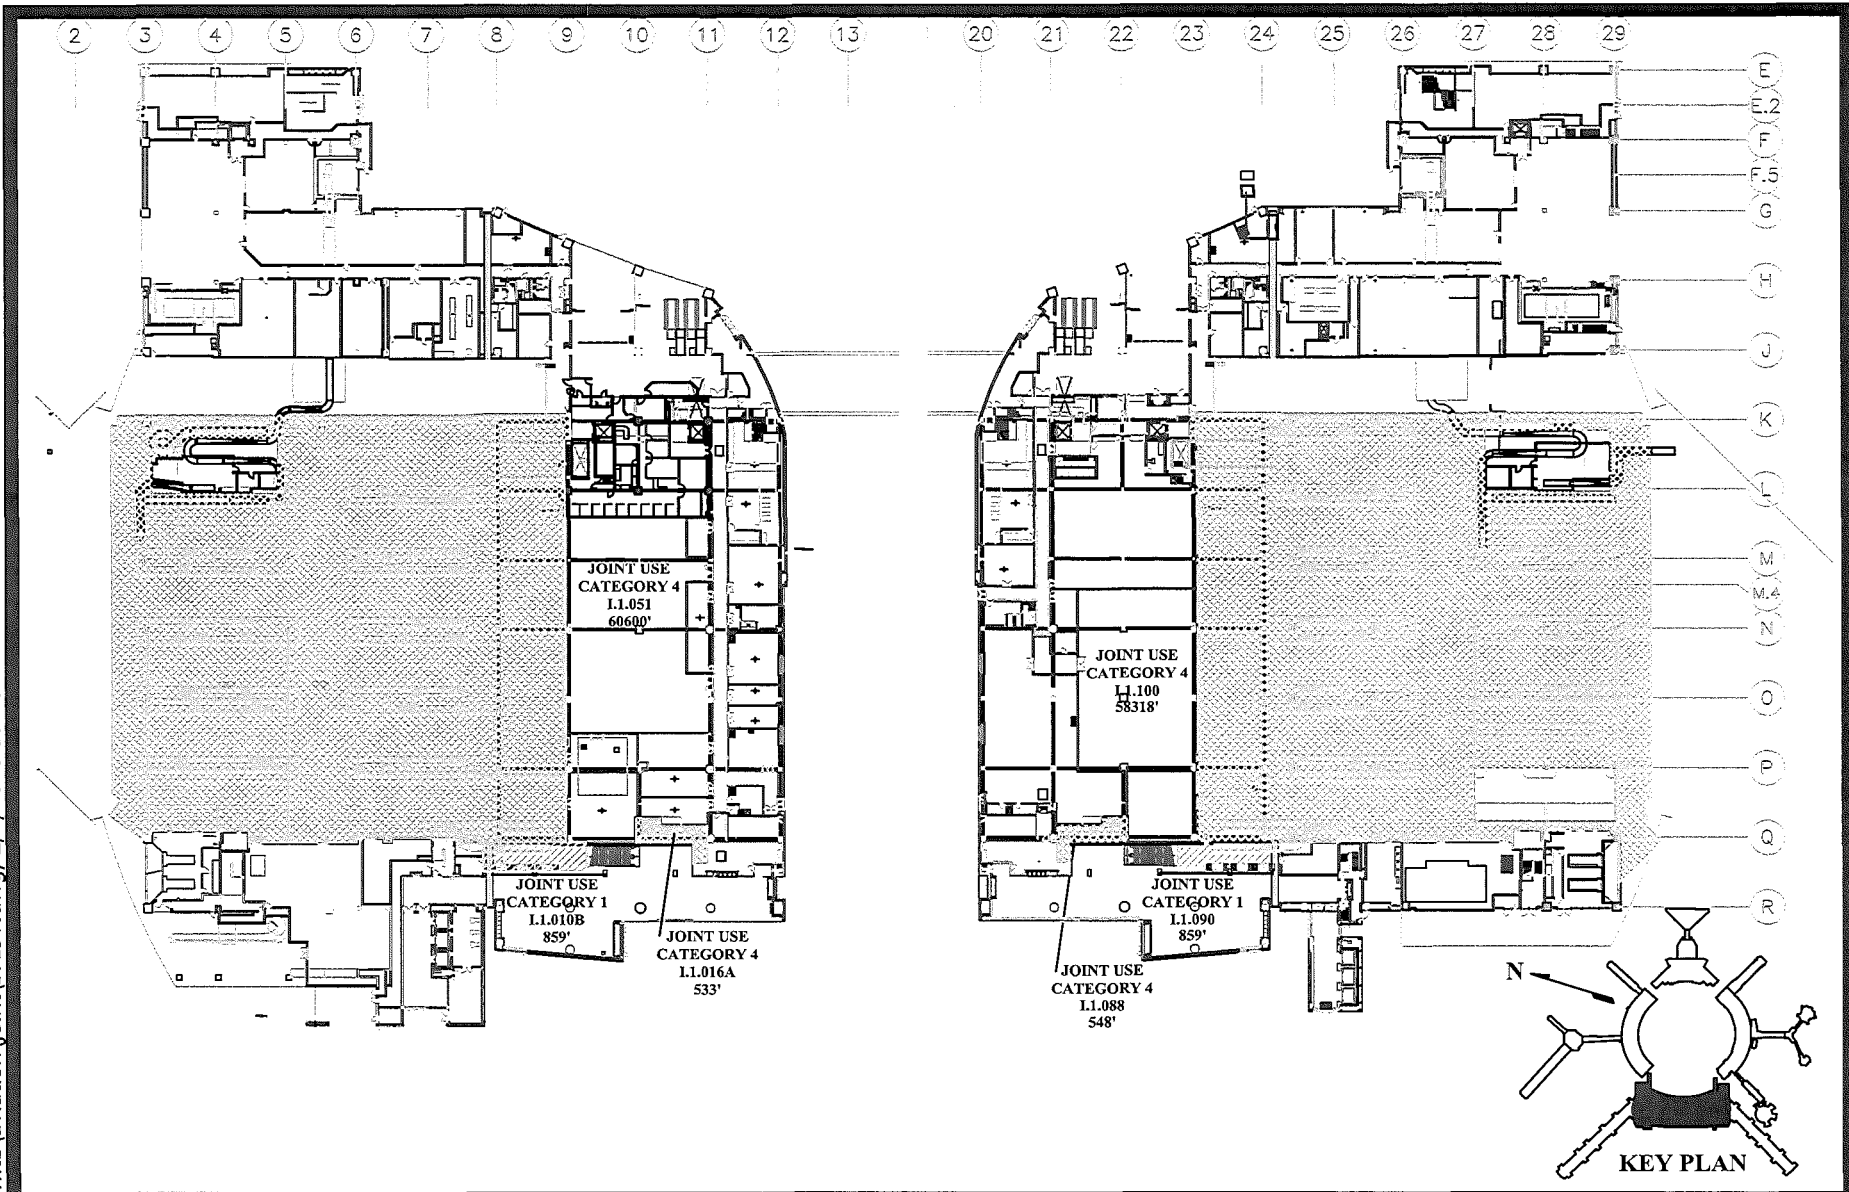 2 3 4 5 6 7 8 9 10 11 12 13 20 21 22 23 24 25 26 27 28 29
E
E.2
F
F.5
G
H
J
K
L
M
M.4
N
O
P
Q
R
JOINT USE
CATEGORY 4
I.1.051
60600'
JOINT USE
CATEGORY 4
I.1.100
58318'
JOINT USE
CATEGORY 1
I.1.010B
859'
JOINT USE
CATEGORY 4
I.1.016A
533'
JOINT USE
CATEGORY 1
I.1.090
859'
JOINT USE
CATEGORY 4
I.1.088
548'
N
KEY PLAN